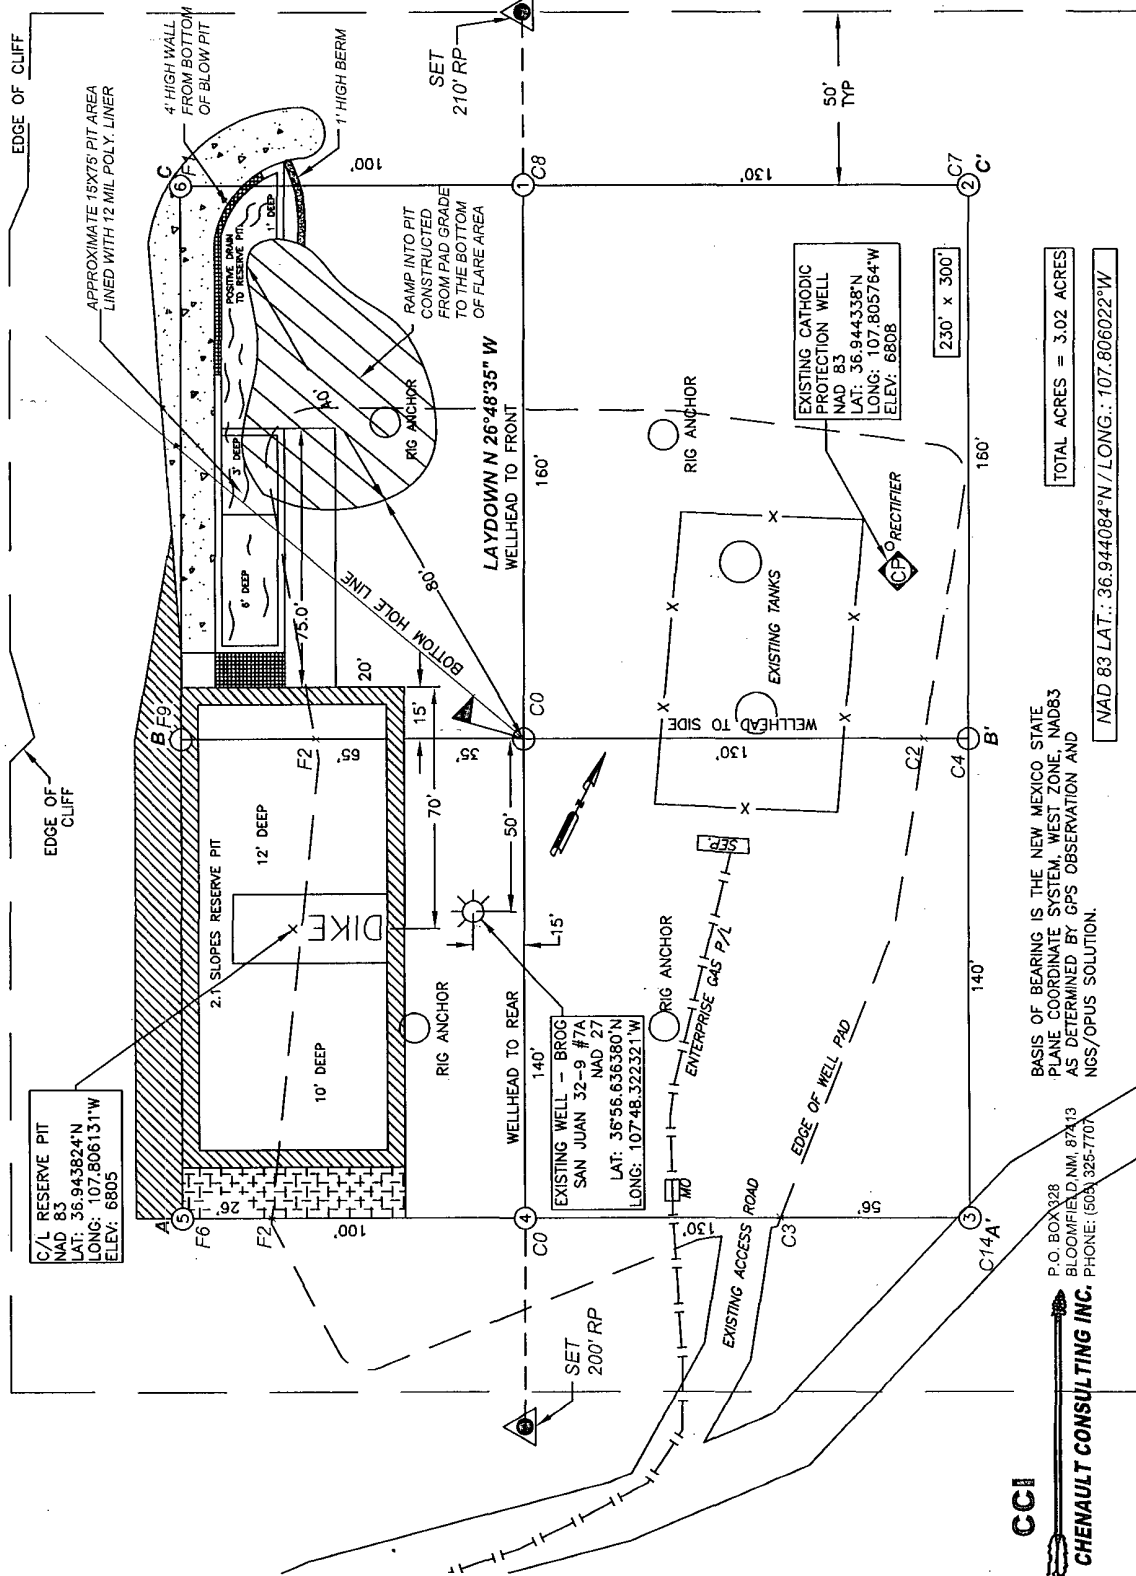 EDGE OF CLIFF
4' HIGH WALL
FROM BOTTOM
OF BLOW PIT
APPROXIMATE 15'X75' PIT AREA
LINED WITH 12 MIL POLY. LINER
1' HIGH BERM
SET
210' RP
50'
TYP
C
6
100'
1
C8
130'
2
C7
C'
POSITIVE DRAIN
TO RESERVE PIT
1' DEEP
3' DEEP
6' DEEP
40'
RAMP INTO PIT
CONSTRUCTED
FROM PAD GRADE
TO THE BOTTOM
OF FLARE AREA
RIG ANCHOR
LAYDOWN N 26°48'35" W
WELLHEAD TO FRONT
160'
80'
BOTTOM HOLE LINE
75.0'
20'
EXISTING CATHODIC
PROTECTION WELL
NAD 83
LAT: 36.944338°N
LONG: 107.805764°W
ELEV: 6808
230' x 300'
RIG ANCHOR
160'
RECTIFIER
CP
EXISTING TANKS
WELLHEAD TO SIDE
130'
EDGE OF
CLIFF
B
F9
F2
65'
35'
15'
70'
50'
C0
C2
C4
B'
2.1 SLOPES RESERVE PIT
12' DEEP
DIKE
10' DEEP
15'
SEP.
RIG ANCHOR
WELLHEAD TO REAR
140'
EXISTING WELL - BROG
SAN JUAN 32-9 #7A
NAD 27
LAT: 36°56.636380'N
LONG: 107°48.322321'W
RIG ANCHOR
ENTERPRISE GAS P/L
EDGE OF WELL PAD
140'
C/L RESERVE PIT
NAD 83
LAT: 36.943824°N
LONG: 107.806131°W
ELEV: 6805
A
5
F6
26'
F2
100'
4
C0
130'
MO
EXISTING ACCESS ROAD
C3
56'
3
C14
A'
SET
200' RP
TOTAL ACRES = 3.02 ACRES
NAD 83 LAT.: 36.944084°N / LONG.: 107.806022°W
BASIS OF BEARING IS THE NEW MEXICO STATE
PLANE COORDINATE SYSTEM, WEST ZONE, NAD83
AS DETERMINED BY GPS OBSERVATION AND
NGS/OPUS SOLUTION.
CCI
CHENAULT CONSULTING INC.
P.O. BOX 328
BLOOMFIELD, NM, 87413
PHONE: (505) 325-7707